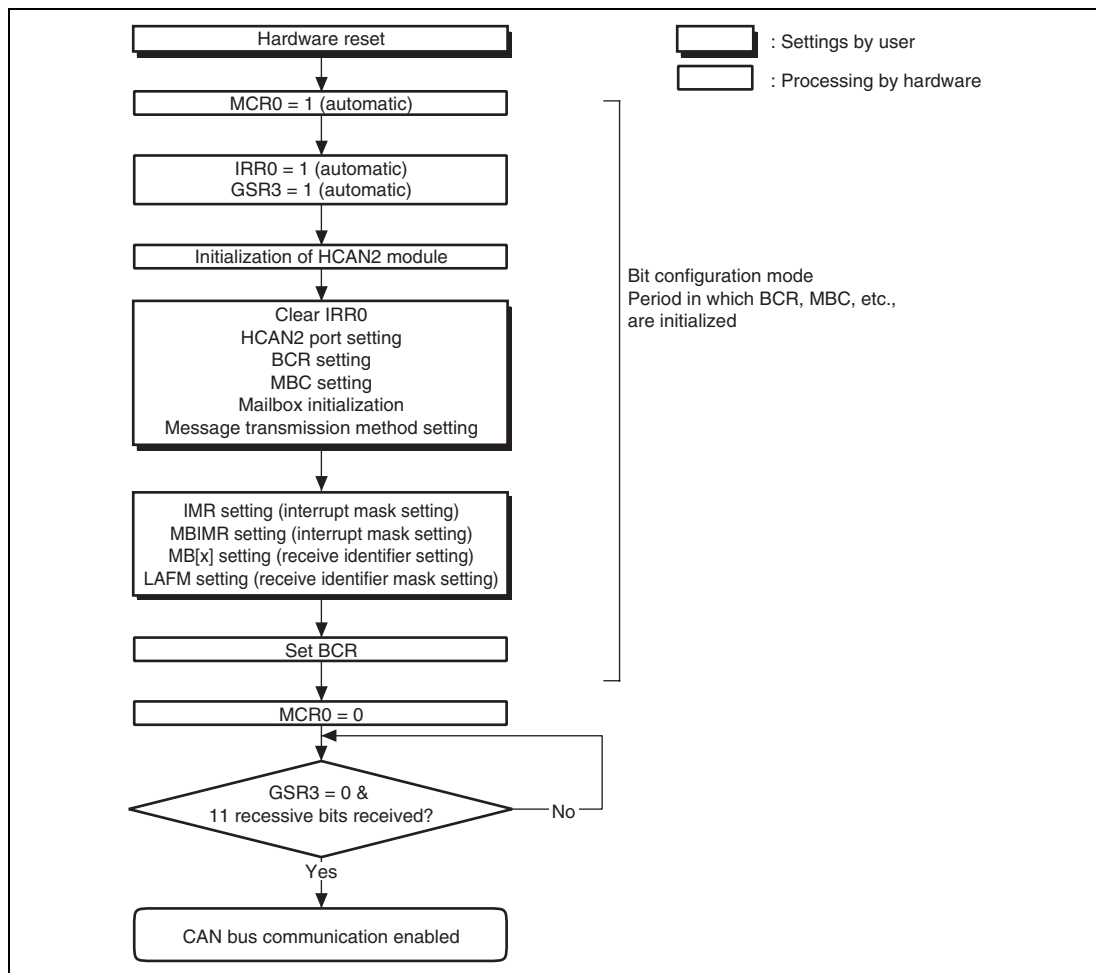 Hardware reset
: Settings by user
: Processing by hardware
MCR0 = 1 (automatic)
IRR0 = 1 (automatic)
GSR3 = 1 (automatic)
Initialization of HCAN2 module
Clear IRR0
HCAN2 port setting
BCR setting
MBC setting
Mailbox initialization
Message transmission method setting
Bit configuration mode
Period in which BCR, MBC, etc.,
are initialized
IMR setting (interrupt mask setting)
MBIMR setting (interrupt mask setting)
MB[x] setting (receive identifier setting)
LAFM setting (receive identifier mask setting)
Set BCR
MCR0 = 0
GSR3 = 0 &
11 recessive bits received?
No
Yes
CAN bus communication enabled